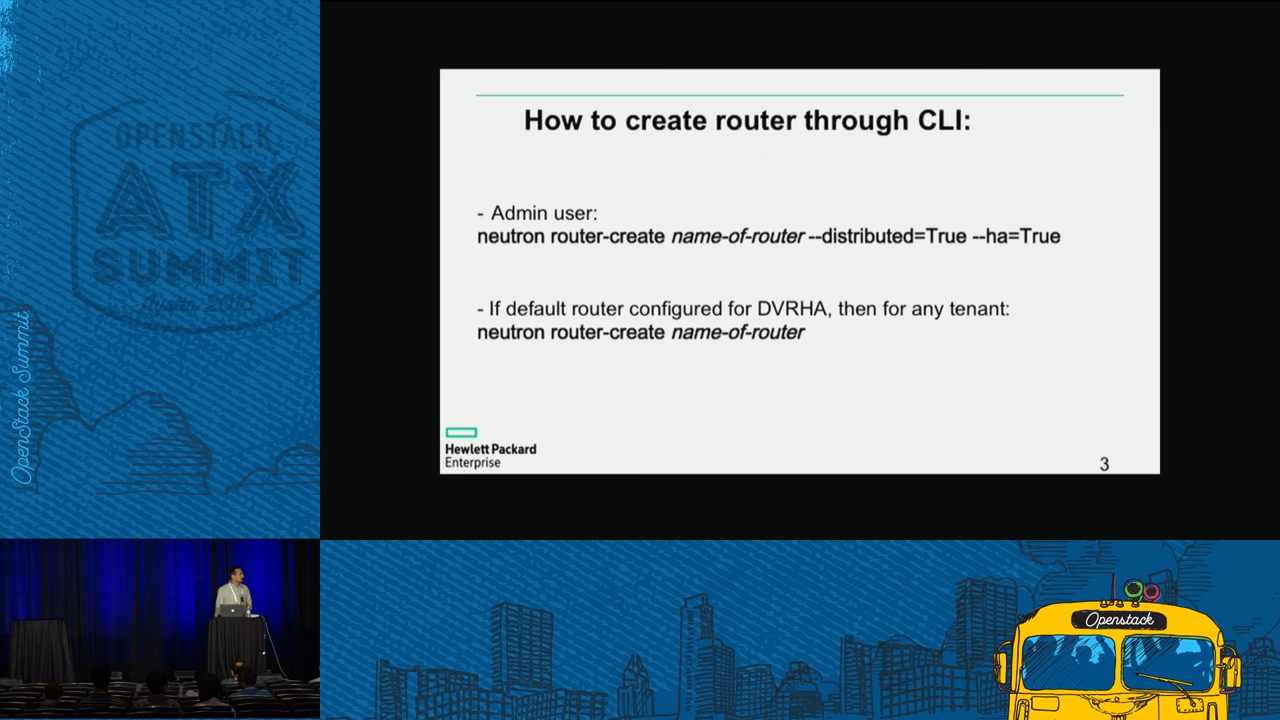 OPENSTACK
ATX
SUMMIT
Austin 2016
OpenStack Summit
How to create router through CLI:
- Admin user:
neutron router-create name-of-router --distributed=True --ha=True
- If default router configured for DVRHA, then for any tenant:
neutron router-create name-of-router
Hewlett Packard
Enterprise
3
Openstack